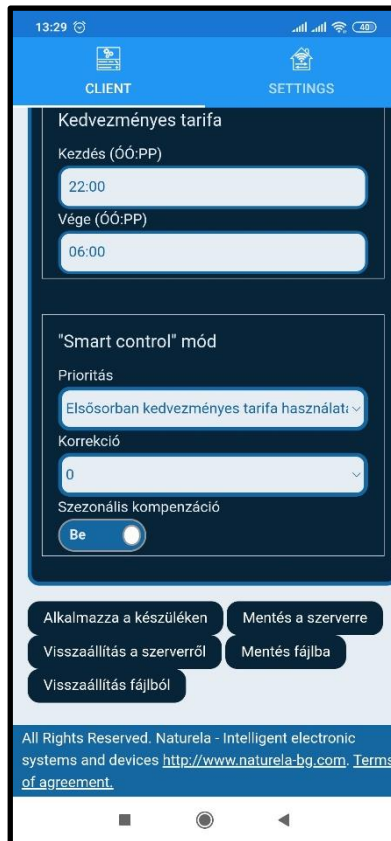 13:29
40
CLIENT
SETTINGS
Kedvezményes tarifa
Kezdés (ÓÓ:PP)
22:00
Vége (ÓÓ:PP)
06:00
"Smart control" mód
Prioritás
Elsősorban kedvezményes tarifa használata
Korrekció
0
Szezonális kompenzáció
Be
Alkalmazza a készüléken
Mentés a szerverre
Visszaállítás a szerverről
Mentés fájlba
Visszaállítás fájlból
All Rights Reserved. Naturela - Intelligent electronic
systems and devices http://www.naturela-bg.com. Terms
of agreement.